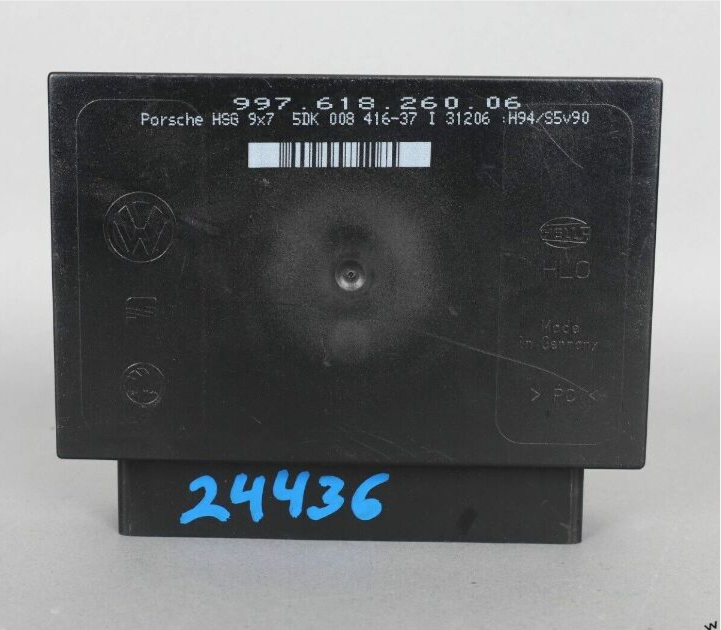 997.618.260.06
Porsche HSG 9x7 5DK 008 416-37 I 31206 :H94/S5v90
HELLA
Made
in Germany
> PC <
24436